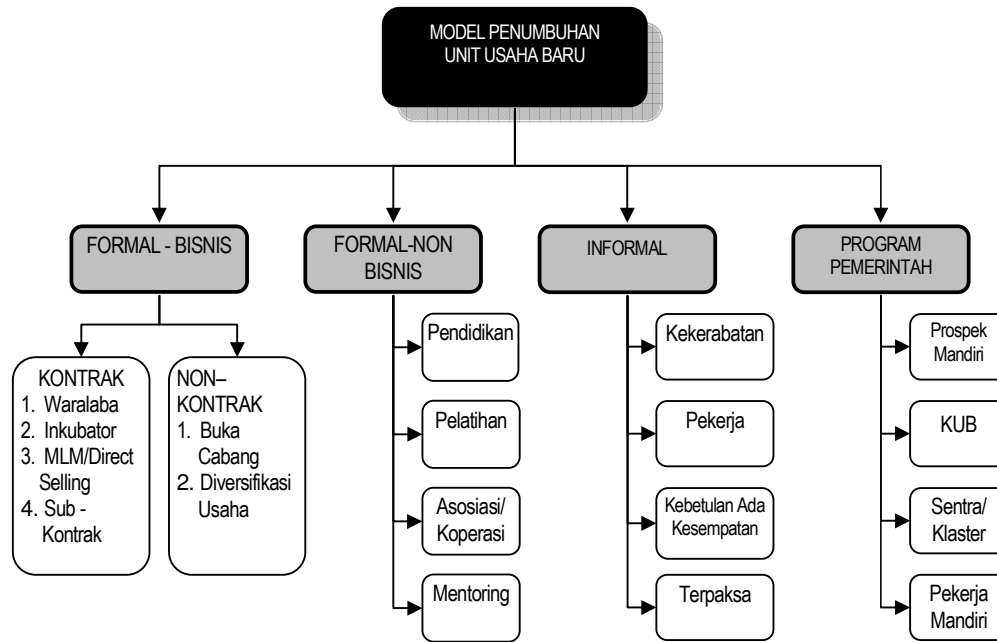 MODEL PENUMBUHAN
UNIT USAHA BARU
FORMAL - BISNIS
KONTRAK
1. Waralaba
2. Inkubator
3. MLM/Direct
Selling
4. Sub -
Kontrak
NON–
KONTRAK
1. Buka
Cabang
2. Diversifikasi
Usaha
FORMAL-NON
BISNIS
Pendidikan
Pelatihan
Asosiasi/
Koperasi
Mentoring
INFORMAL
Kekerabatan
Pekerja
Kebetulan Ada
Kesempatan
Terpaksa
PROGRAM
PEMERINTAH
Prospek
Mandiri
KUB
Sentra/
Klaster
Pekerja
Mandiri